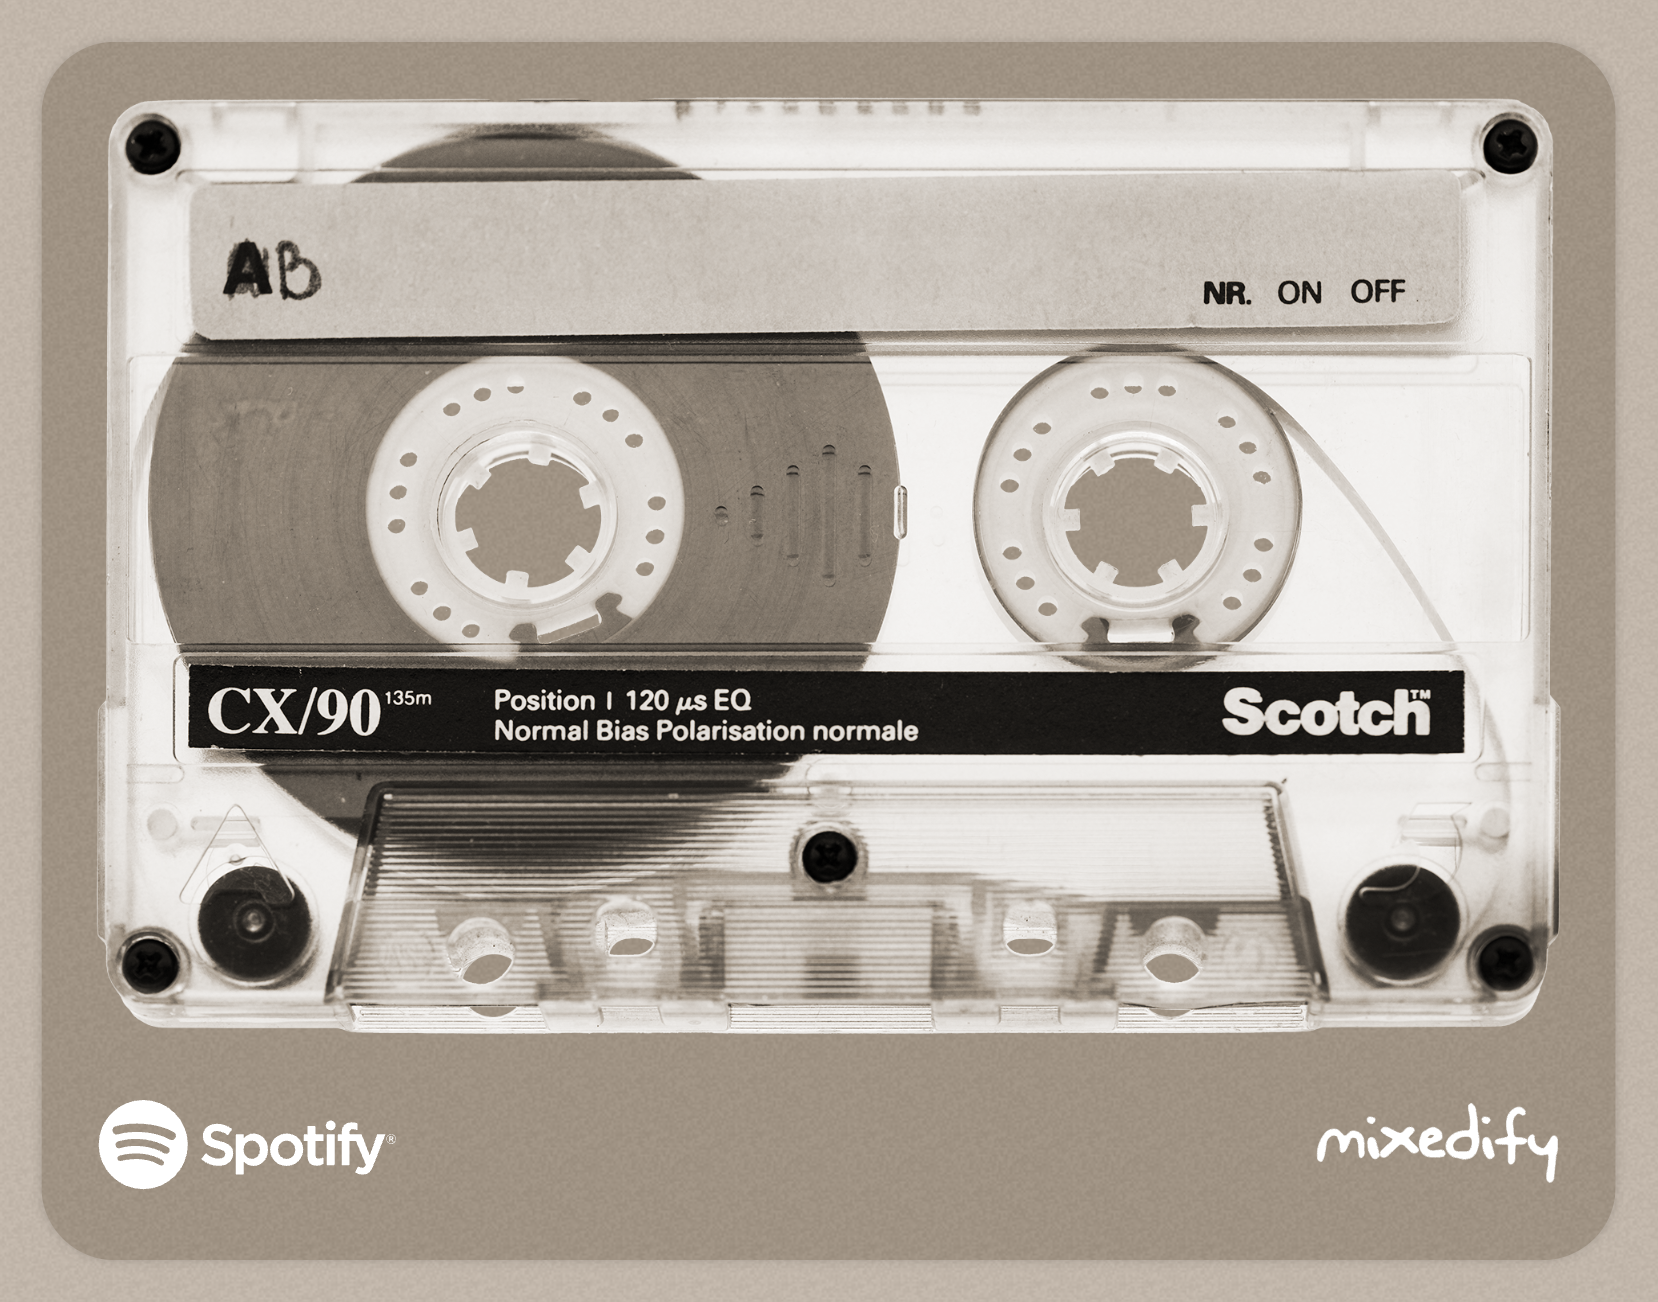 AB
NR. ON OFF
CX/90 135m
Position I 120 µs EQ
Normal Bias Polarisation normale
Scotch™
Spotify®
mixedify